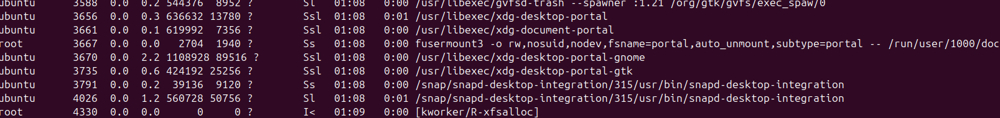 ubuntu 3588 0.0 0.2 544376 8952 ? Sl 01:08 0:00 /usr/libexec/gvfsd-trash --spawner :1.21 /org/gtk/gvfs/exec_spaw/0
ubuntu 3656 0.0 0.3 636632 13780 ? Ssl 01:08 0:01 /usr/libexec/xdg-desktop-portal
ubuntu 3661 0.0 0.1 619992 7356 ? Ssl 01:08 0:00 /usr/libexec/xdg-document-portal
root 3667 0.0 0.0 2704 1940 ? Ss 01:08 0:00 fusermount3 -o rw,nosuid,nodev,fsname=portal,auto_unmount,subtype=portal -- /run/user/1000/doc
ubuntu 3670 0.0 2.2 1108928 89516 ? Ssl 01:08 0:00 /usr/libexec/xdg-desktop-portal-gnome
ubuntu 3735 0.0 0.6 424192 25256 ? Ssl 01:08 0:00 /usr/libexec/xdg-desktop-portal-gtk
ubuntu 3791 0.0 0.2 39136 9120 ? Ss 01:08 0:00 /snap/snapd-desktop-integration/315/usr/bin/snapd-desktop-integration
ubuntu 4026 0.0 1.2 560728 50756 ? Sl 01:08 0:01 /snap/snapd-desktop-integration/315/usr/bin/snapd-desktop-integration
root 4330 0.0 0.0 0 0 ? I< 01:09 0:00 [kworker/R-xfsalloc]